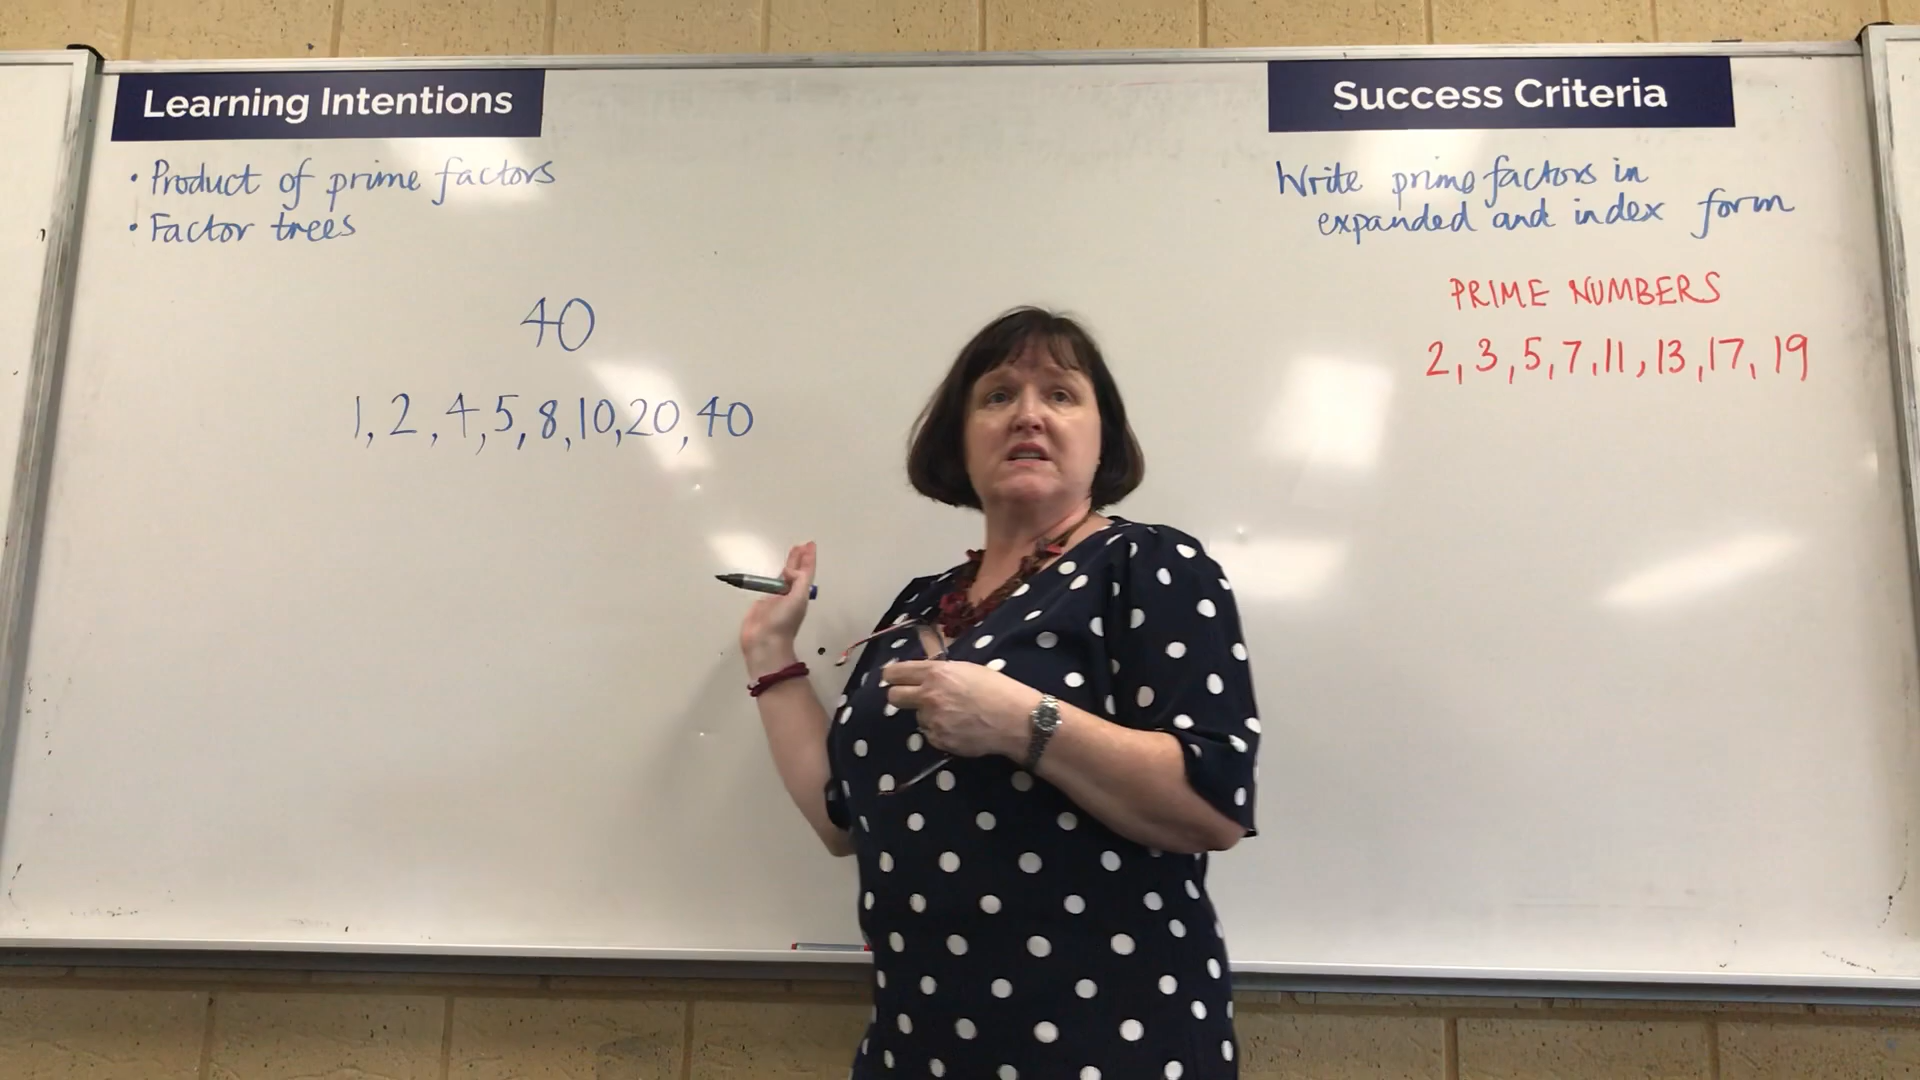 Learning Intentions
• Product of prime factors
• Factor trees
40
1, 2, 4, 5, 8, 10, 20, 40
Success Criteria
Write prime factors in
expanded and index form
PRIME NUMBERS
2, 3, 5, 7, 11, 13, 17, 19